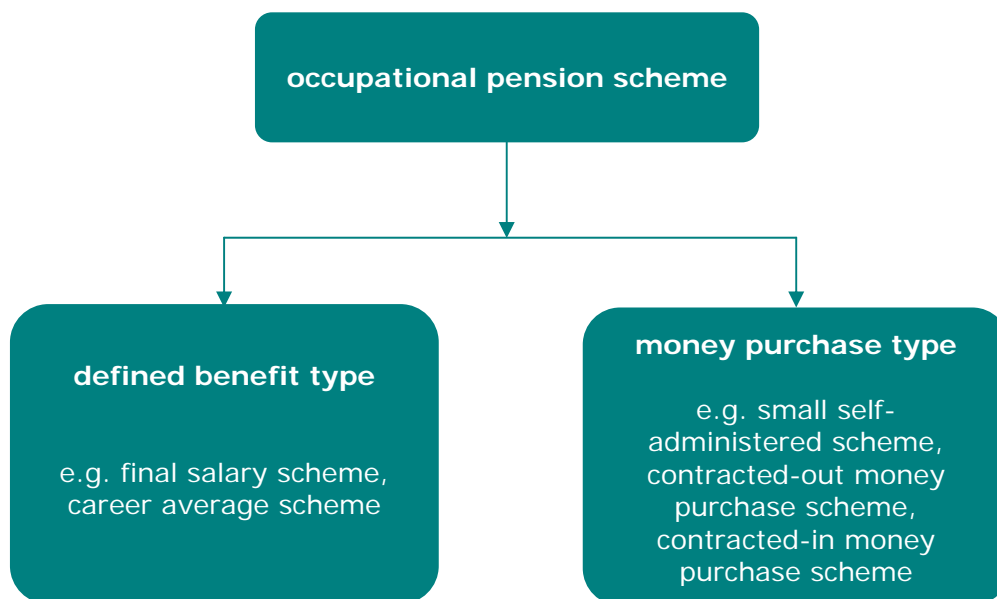 occupational pension scheme
defined benefit type
e.g. final salary scheme,
career average scheme
money purchase type
e.g. small self-
administered scheme,
contracted-out money
purchase scheme,
contracted-in money
purchase scheme